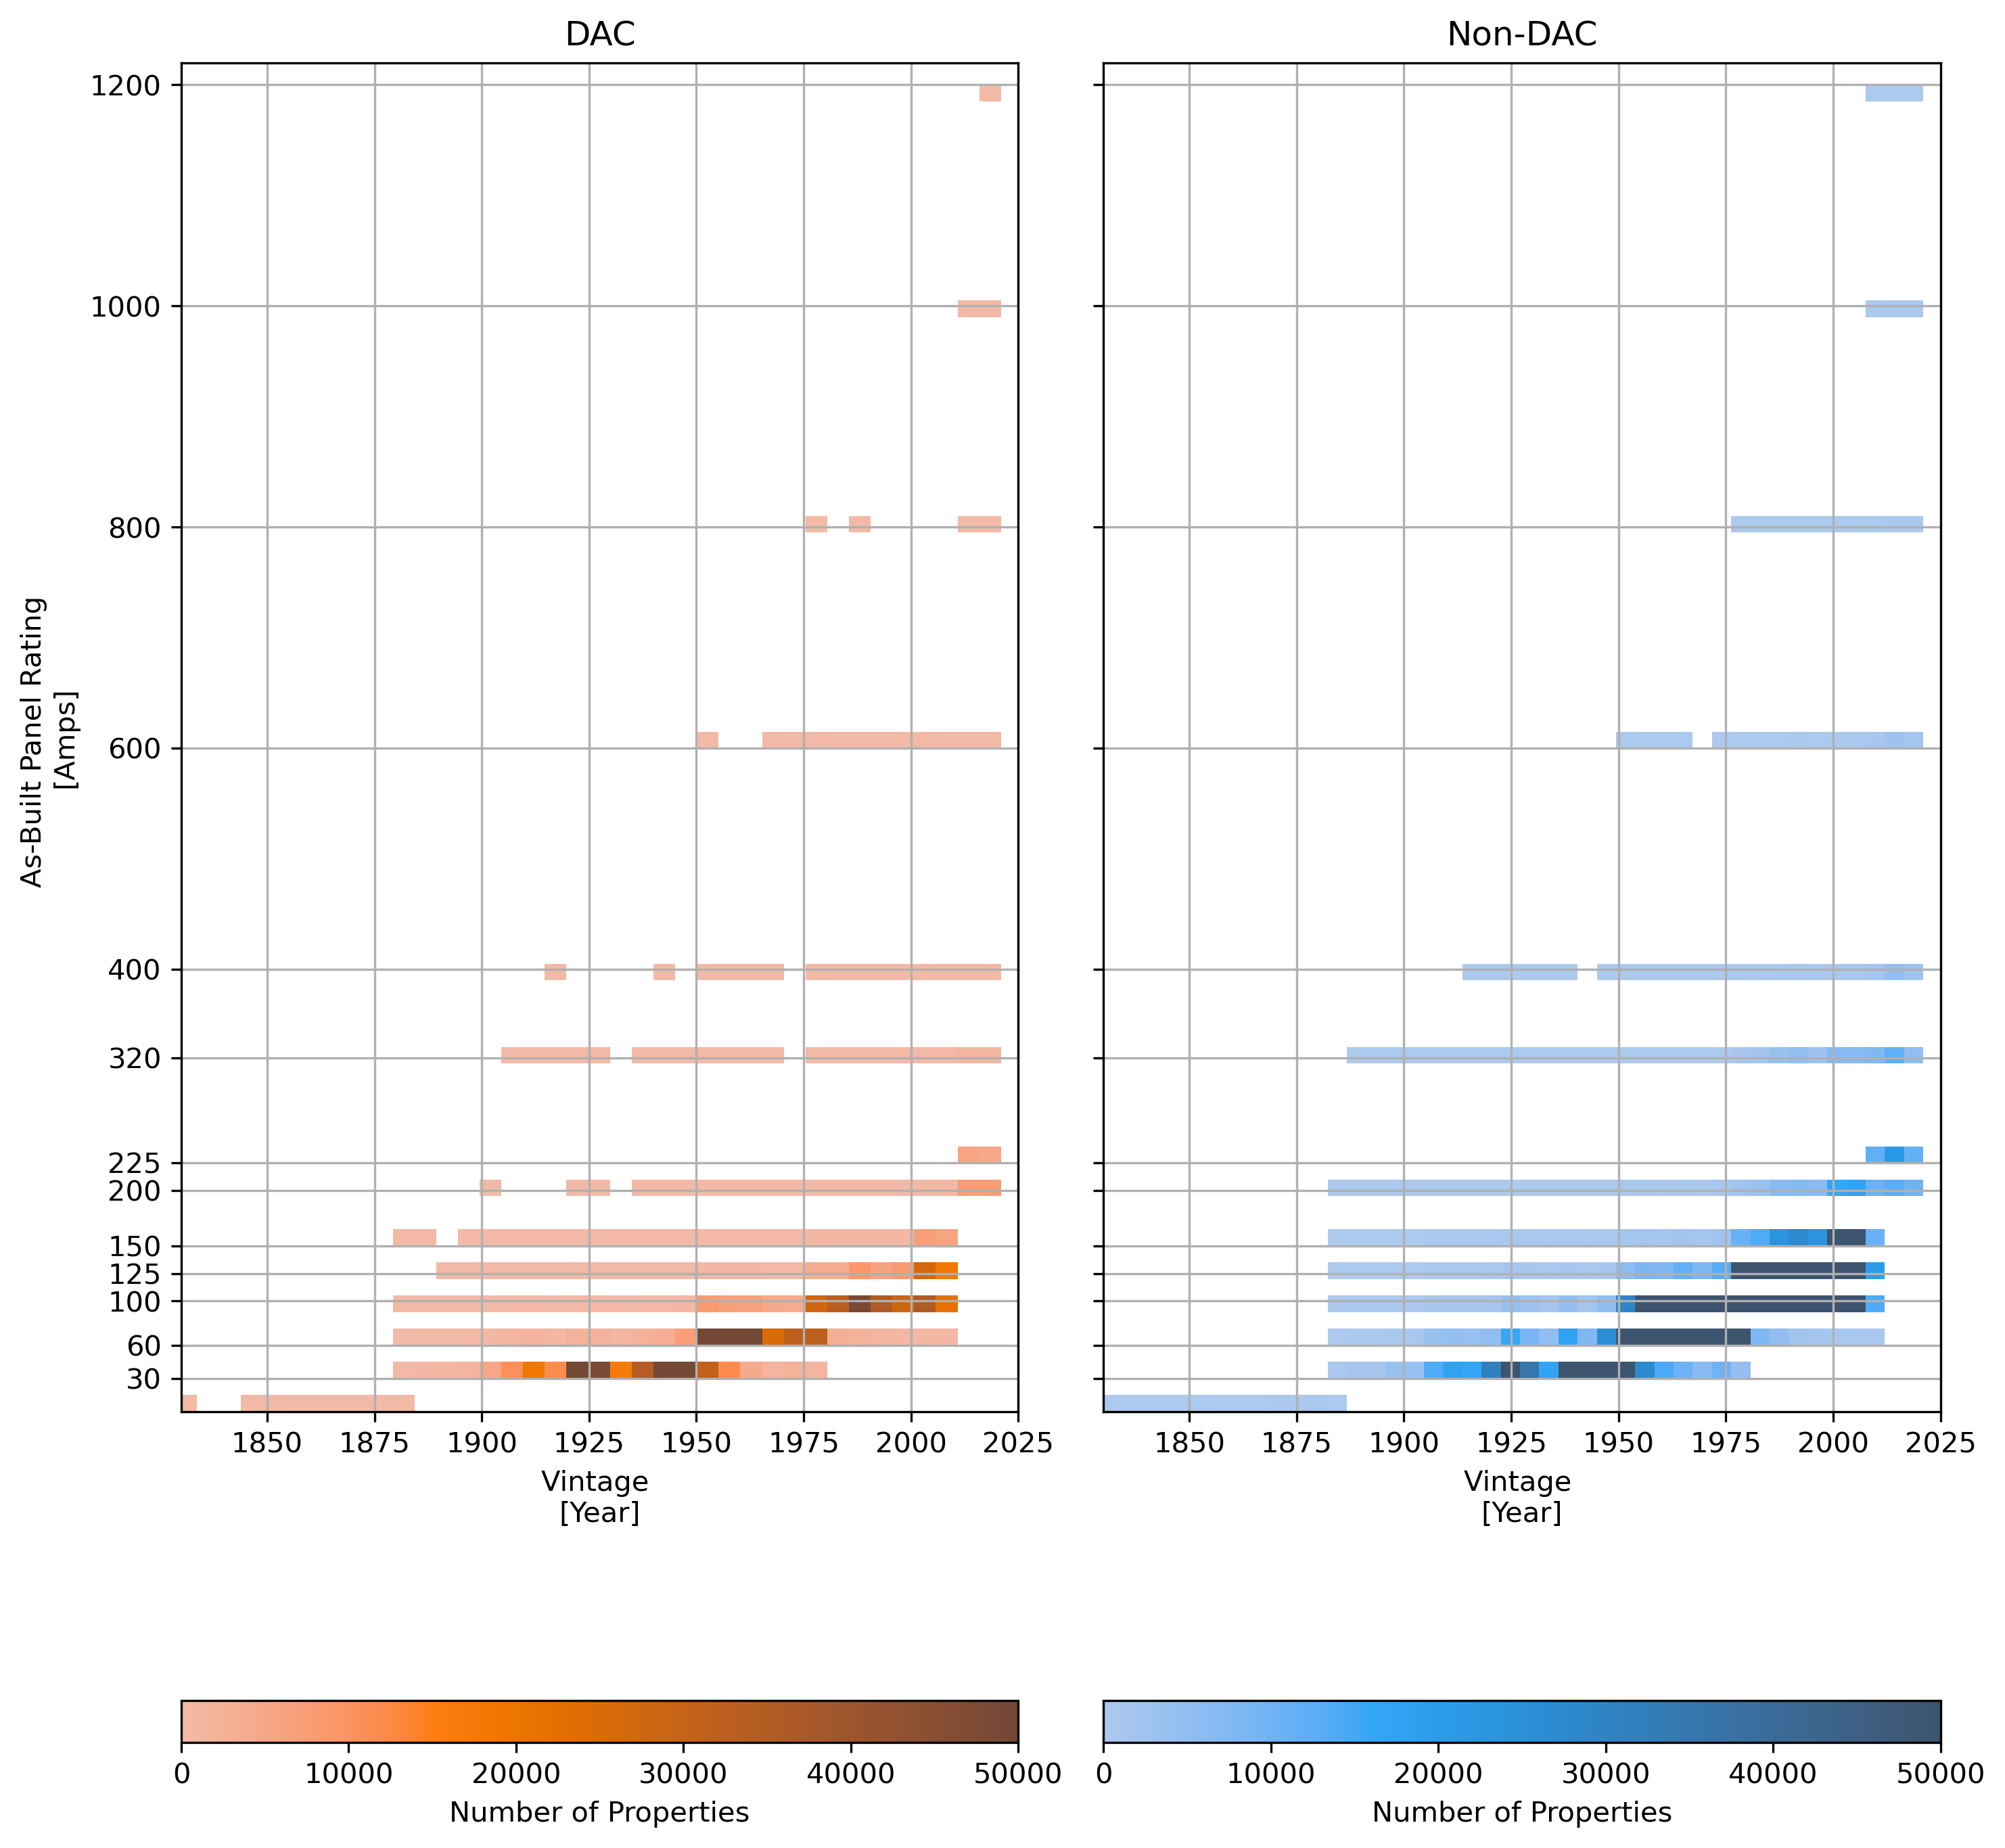 DAC
Non-DAC
As-Built Panel Rating
[Amps]
1200
1000
800
600
400
320
225
200
150
125
100
60
30
1850 1875 1900 1925 1950 1975 2000 2025
1850 1875 1900 1925 1950 1975 2000 2025
Vintage
[Year]
Vintage
[Year]
0 10000 20000 30000 40000 50000
Number of Properties
0 10000 20000 30000 40000 50000
Number of Properties